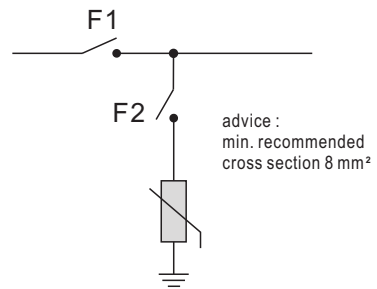 F1
F2
advice :
min. recommended
cross section 8 mm²